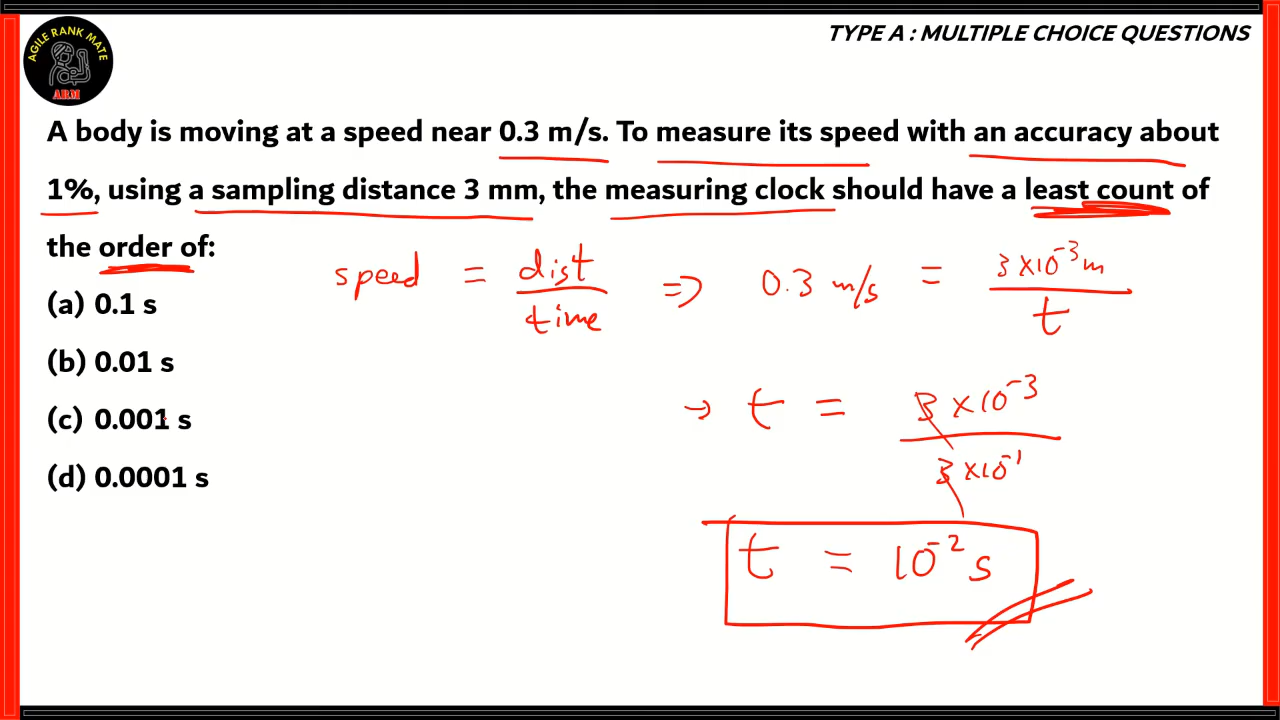 AGILE RANK MATE
ARM
TYPE A : MULTIPLE CHOICE QUESTIONS
A body is moving at a speed near 0.3 m/s. To measure its speed with an accuracy about
1%, using a sampling distance 3 mm, the measuring clock should have a least count of
the order of:
speed = dist / time ⇒ 0.3 m/s = 3 × 10⁻³ m / t
(a) 0.1 s
(b) 0.01 s
→ t = 3 × 10⁻³ / 3 × 10⁻¹
(c) 0.001 s
(d) 0.0001 s
t = 10⁻² s